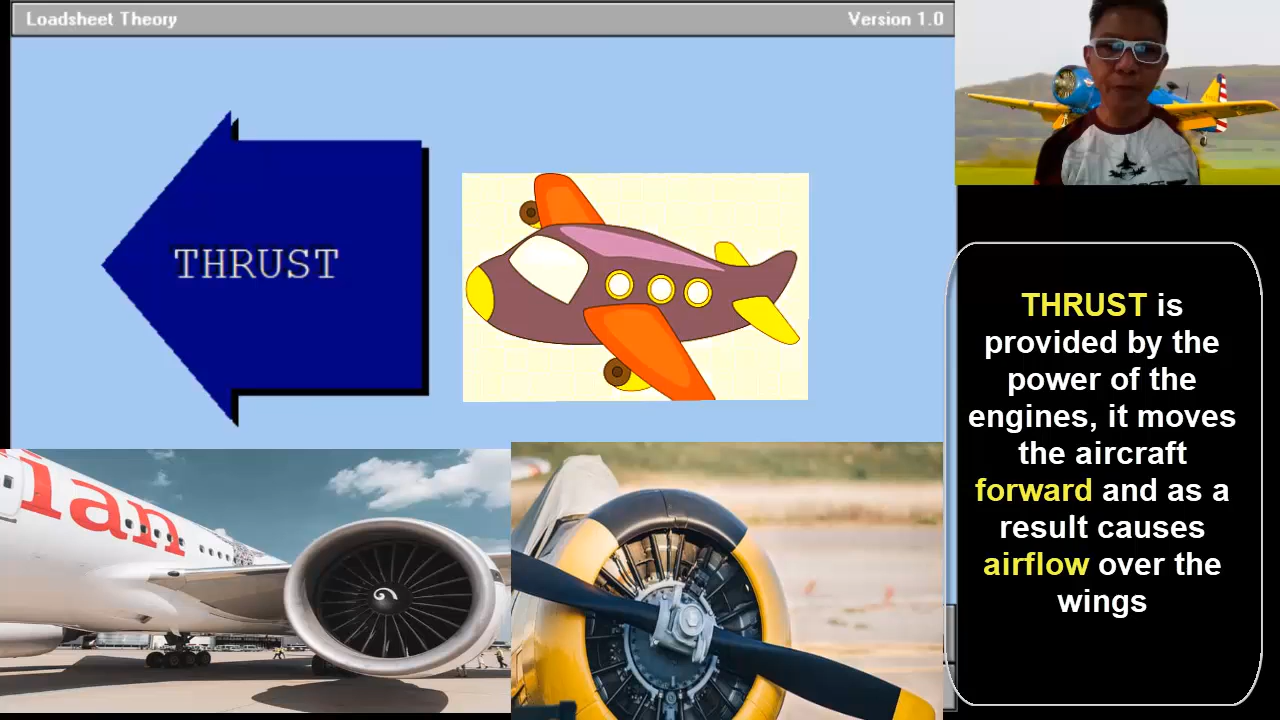 Loadsheet Theory
Version 1.0
THRUST
THRUST is
provided by the
power of the
engines, it moves
the aircraft
forward and as a
result causes
airflow over the
wings
ian